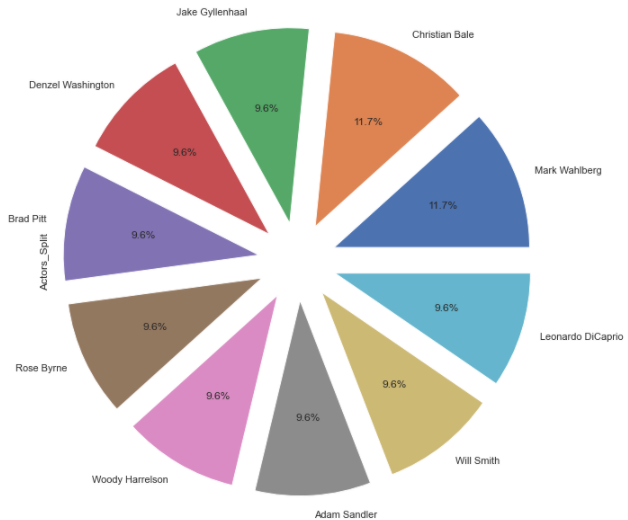 Jake Gyllenhaal
Christian Bale
Denzel Washington
9.6%
11.7%
9.6%
Mark Wahlberg
11.7%
Brad Pitt
9.6%
Actors_Split
9.6%
9.6%
Leonardo DiCaprio
Rose Byrne
9.6%
9.6%
9.6%
Will Smith
Woody Harrelson
Adam Sandler